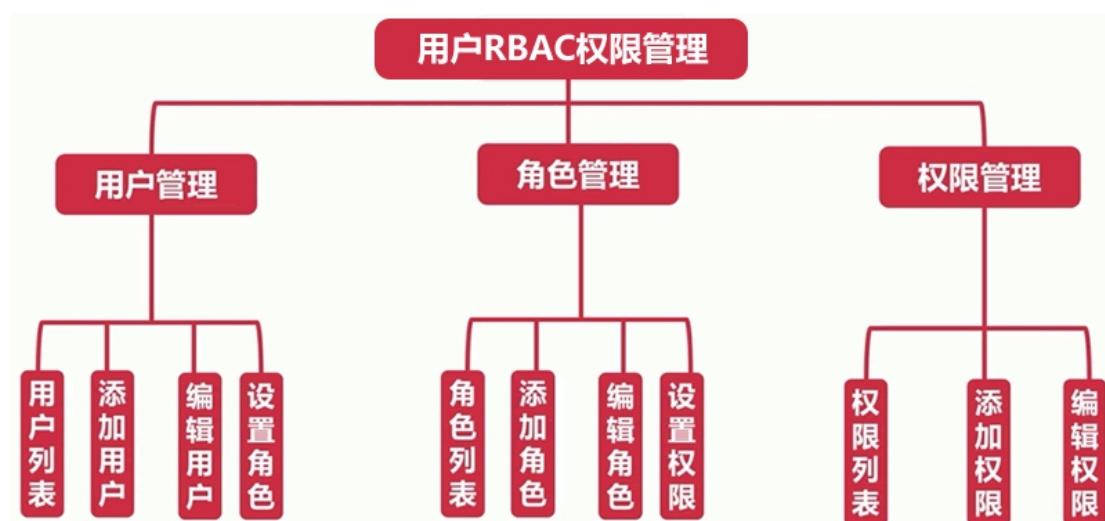 用户RBAC权限管理
用户管理
角色管理
权限管理
用户列表
添加用户
编辑用户
设置角色
角色列表
添加角色
编辑角色
设置权限
权限列表
添加权限
编辑权限